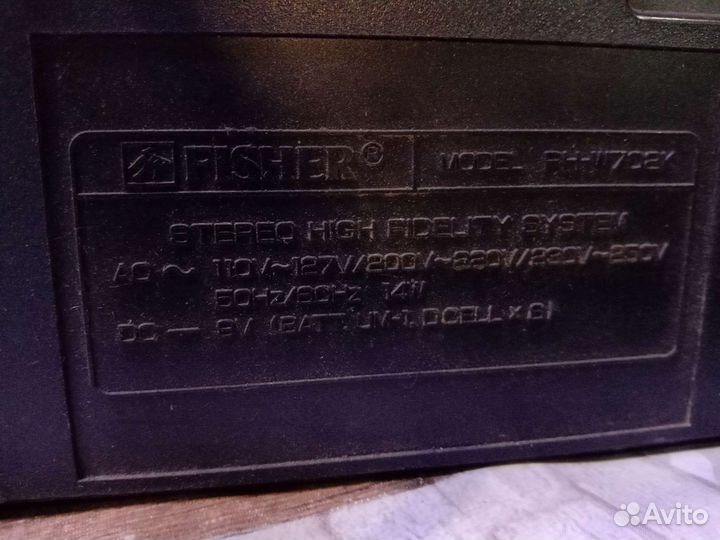 FISHER® MODEL PH-W702K
STEREO HIGH FIDELITY SYSTEM
AC ~ 110V~127V/200V~220V/230V~250V
50Hz/60Hz 14W
DC — 9V (BATT. UM-1, D CELL × 6)
Avito